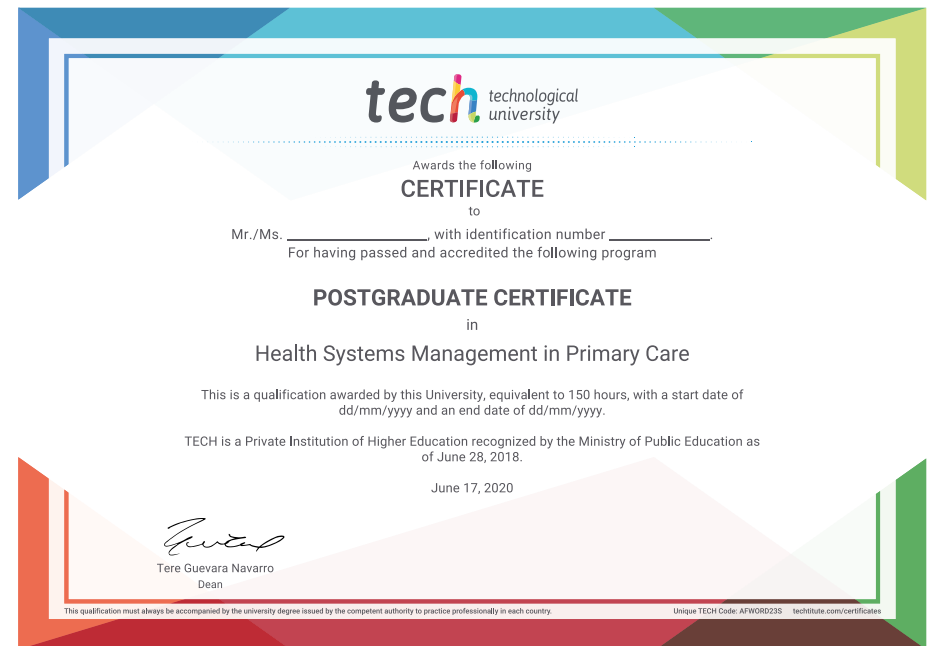 tech technological
university
Awards the following
CERTIFICATE
to
Mr./Ms. ____________________, with identification number ______________.
For having passed and accredited the following program
POSTGRADUATE CERTIFICATE
in
Health Systems Management in Primary Care
This is a qualification awarded by this University, equivalent to 150 hours, with a start date of
dd/mm/yyyy and an end date of dd/mm/yyyy.
TECH is a Private Institution of Higher Education recognized by the Ministry of Public Education as
of June 28, 2018.
June 17, 2020
Tere Guevara Navarro
Dean
This qualification must always be accompanied by the university degree issued by the competent authority to practice professionally in each country.
Unique TECH Code: AFWORD23S techtitute.com/certificates